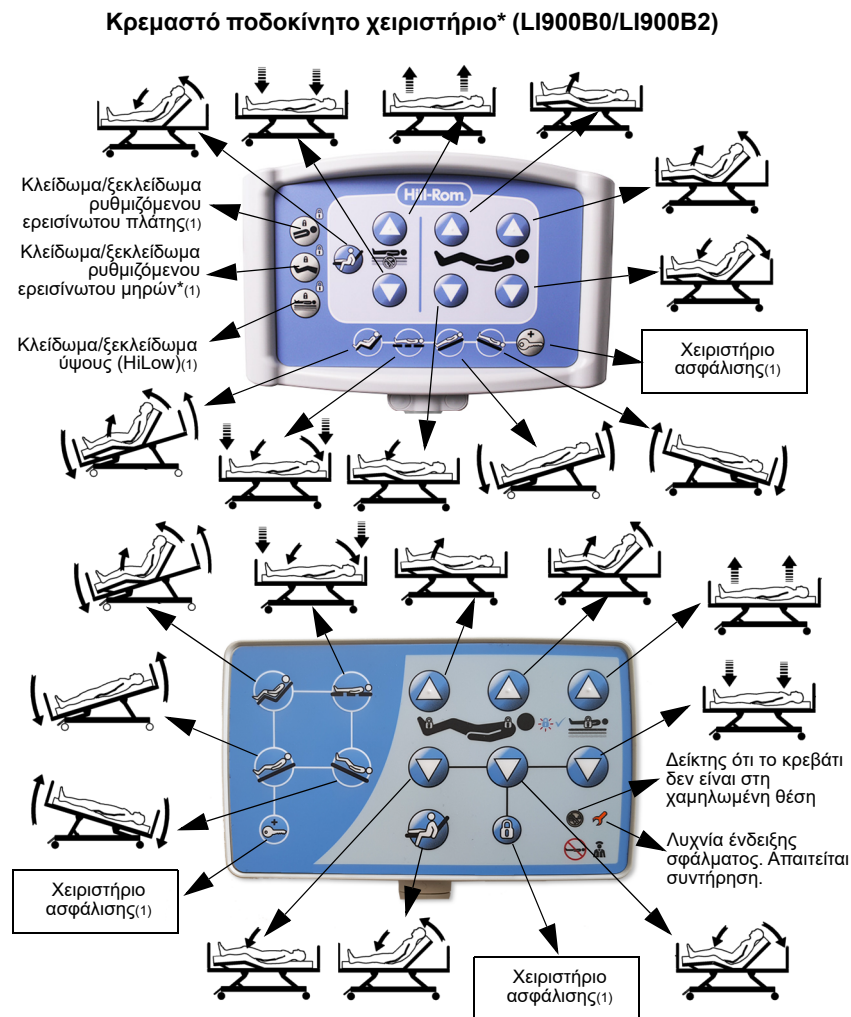 Κρεμαστό ποδοκίνητο χειριστήριο* (LI900B0/LI900B2)
Κλείδωμα/ξεκλείδωμα
ρυθμιζόμενου
ερεισίνωτου πλάτης(1)
Κλείδωμα/ξεκλείδωμα
ρυθμιζόμενου
ερεισίνωτου μηρών*(1)
Κλείδωμα/ξεκλείδωμα
ύψους (HiLow)(1)
Hill-Rom.
Χειριστήριο
ασφάλισης(1)
Δείκτης ότι το κρεβάτι
δεν είναι στη
χαμηλωμένη θέση
Λυχνία ένδειξης
σφάλματος. Απαιτείται
συντήρηση.
Χειριστήριο
ασφάλισης(1)
Χειριστήριο
ασφάλισης(1)